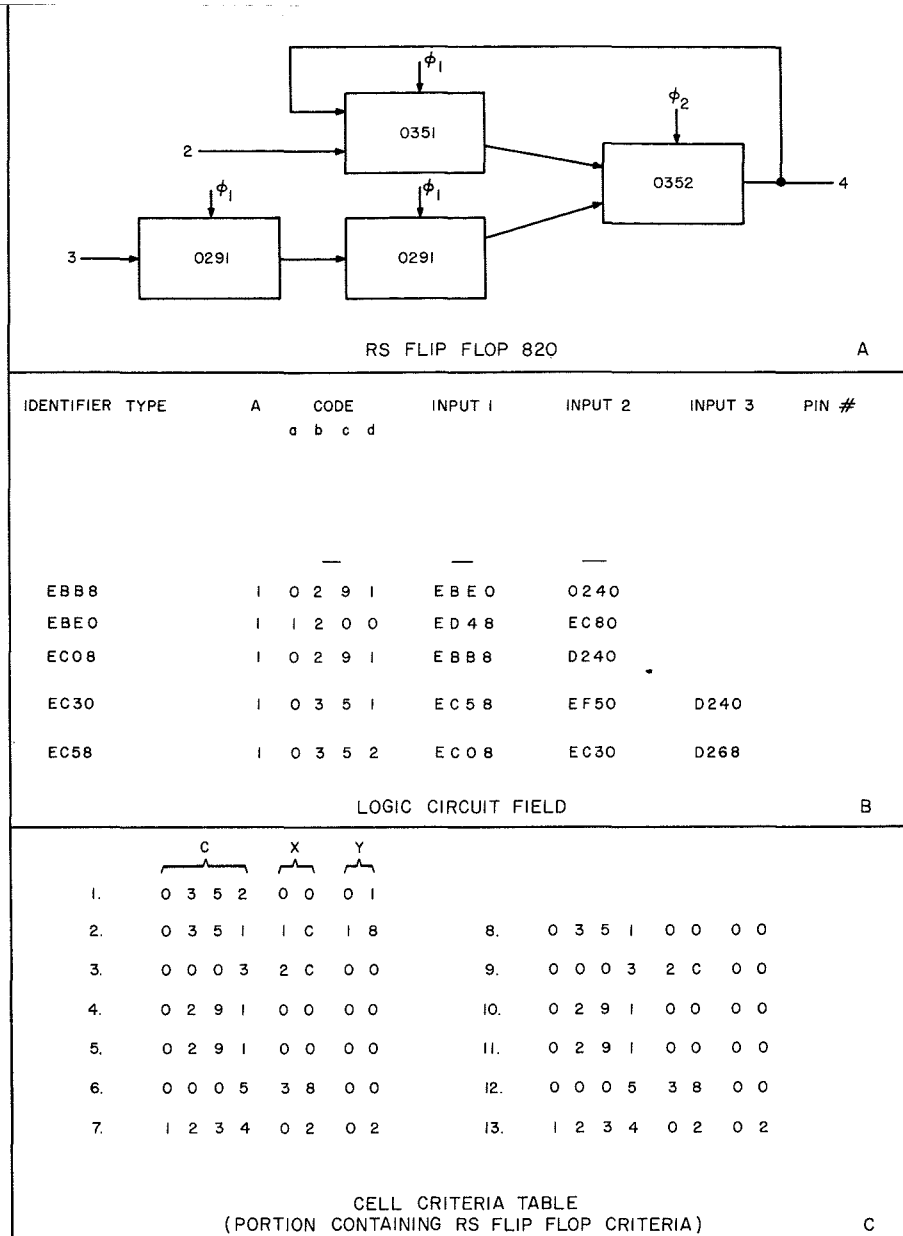 ϕ1
ϕ2
0351
2
0352
4
ϕ1
ϕ1
3
0291
0291
RS FLIP FLOP 820 A
IDENTIFIER TYPE A CODE INPUT 1 INPUT 2 INPUT 3 PIN #
a b c d
EBB8 1 0 2 9 1 EBE0 0240
EBE0 1 1 2 0 0 ED48 EC80
EC08 1 0 2 9 1 EBB8 D240
EC30 1 0 3 5 1 EC58 EF50 D240
EC58 1 0 3 5 2 EC08 EC30 D268
LOGIC CIRCUIT FIELD B
C X Y
1. 0 3 5 2 0 0 0 1
2. 0 3 5 1 1 C 1 8 8. 0 3 5 1 0 0 0 0
3. 0 0 0 3 2 C 0 0 9. 0 0 0 3 2 C 0 0
4. 0 2 9 1 0 0 0 0 10. 0 2 9 1 0 0 0 0
5. 0 2 9 1 0 0 0 0 11. 0 2 9 1 0 0 0 0
6. 0 0 0 5 3 8 0 0 12. 0 0 0 5 3 8 0 0
7. 1 2 3 4 0 2 0 2 13. 1 2 3 4 0 2 0 2
CELL CRITERIA TABLE
(PORTION CONTAINING RS FLIP FLOP CRITERIA) C